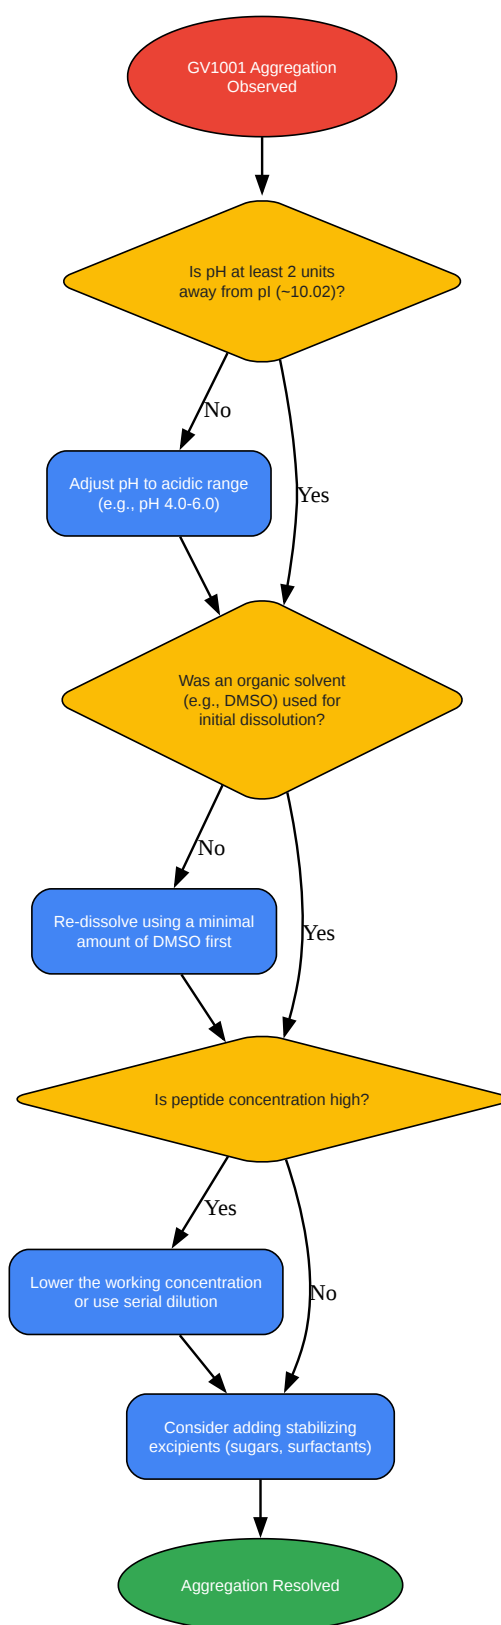 GV1001 Aggregation
Observed
Is pH at least 2 units
away from pI (~10.02)?
No
Yes
Adjust pH to acidic range
(e.g., pH 4.0-6.0)
Was an organic solvent
(e.g., DMSO) used for
initial dissolution?
No
Yes
Re-dissolve using a minimal
amount of DMSO first
Is peptide concentration high?
Yes
No
Lower the working concentration
or use serial dilution
Consider adding stabilizing
excipients (sugars, surfactants)
Aggregation Resolved